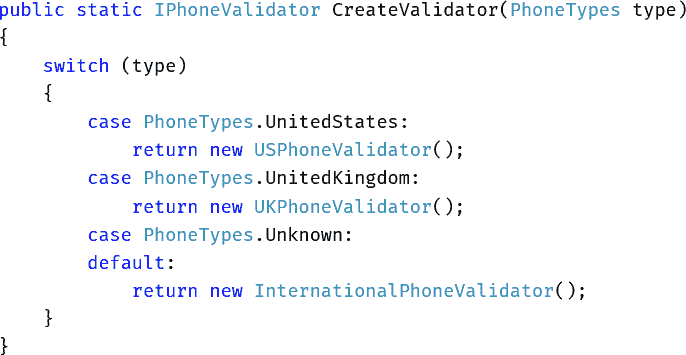 public static IPhoneValidator CreateValidator(PhoneTypes type)
{
    switch (type)
    {
        case PhoneTypes.UnitedStates:
            return new USPhoneValidator();
        case PhoneTypes.UnitedKingdom:
            return new UKPhoneValidator();
        case PhoneTypes.Unknown:
        default:
            return new InternationalPhoneValidator();
    }
}